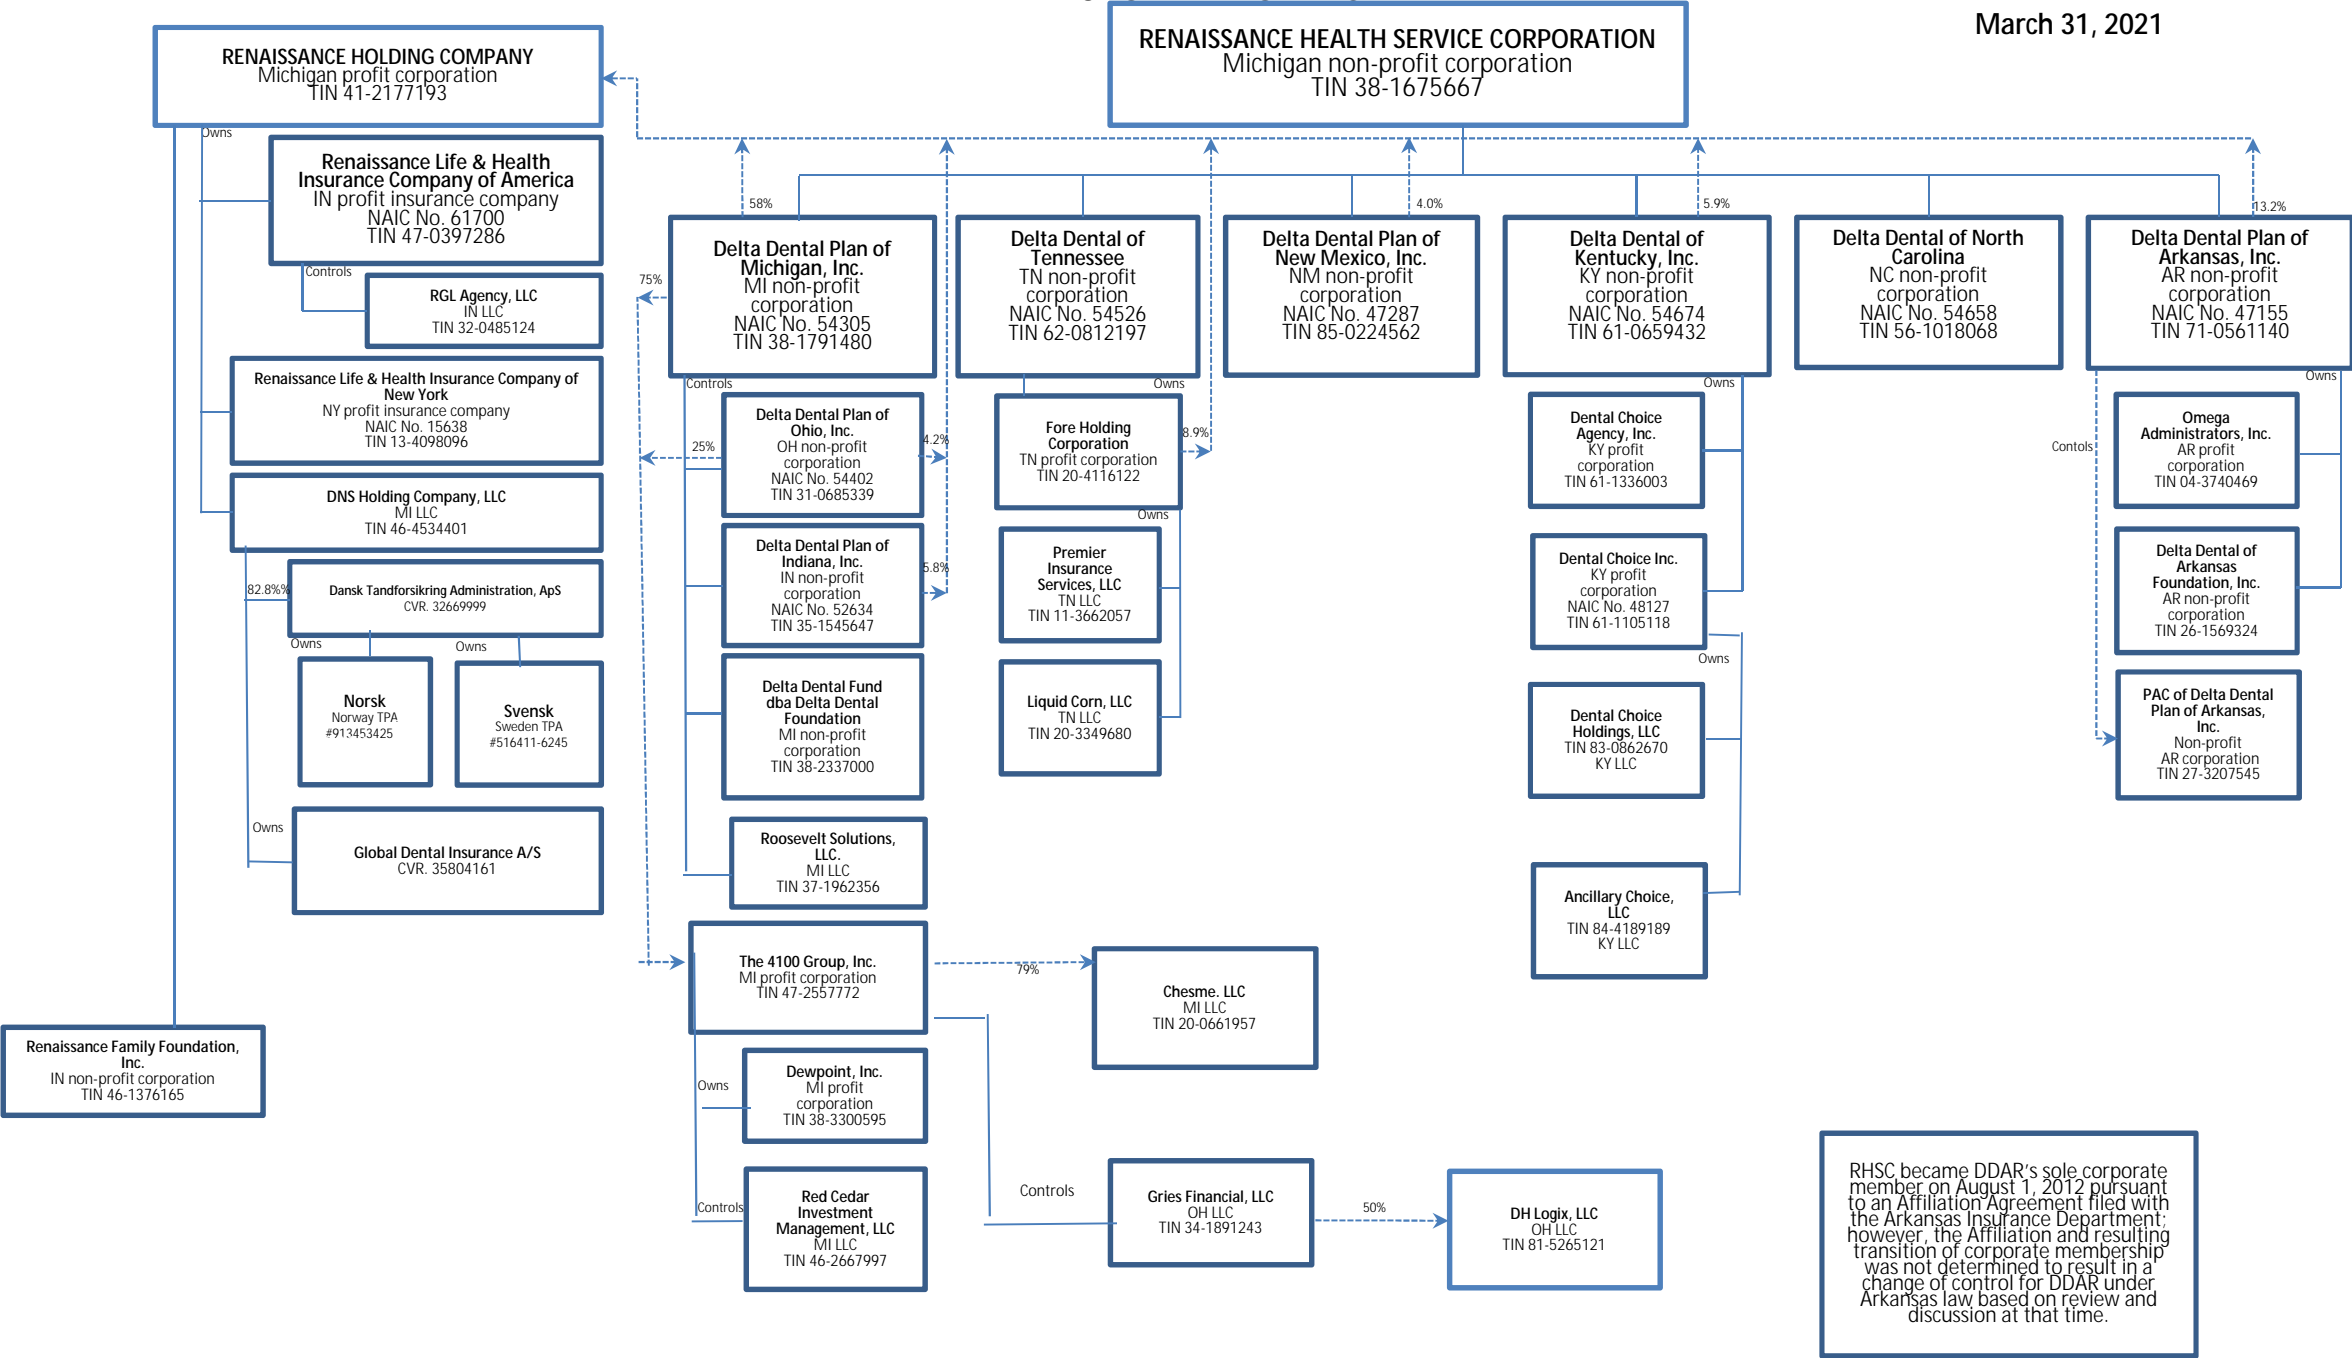 March 31, 2021
RENAISSANCE HOLDING COMPANY
Michigan profit corporation
TIN 41-2177193
RENAISSANCE HEALTH SERVICE CORPORATION
Michigan non-profit corporation
TIN 38-1675667
Owns
Renaissance Life & Health
Insurance Company of America
IN profit insurance company
NAIC No. 61700
TIN 47-0397286
Controls
RGL Agency, LLC
IN LLC
TIN 32-0485124
Renaissance Life & Health Insurance Company of
New York
NY profit insurance company
NAIC No. 15638
TIN 13-4098096
DNS Holding Company, LLC
MI LLC
TIN 46-4534401
82.8%%
Dansk Tandforsikring Administration, ApS
CVR. 32669999
Owns
Owns
Norsk
Norway TPA
#913453425
Svensk
Sweden TPA
#516411-6245
Owns
Global Dental Insurance A/S
CVR. 35804161
Renaissance Family Foundation,
Inc.
IN non-profit corporation
TIN 46-1376165
58%
Delta Dental Plan of
Michigan, Inc.
MI non-profit
corporation
NAIC No. 54305
TIN 38-1791480
75%
Controls
Delta Dental Plan of
Ohio, Inc.
OH non-profit
corporation
NAIC No. 54402
TIN 31-0685339
25%
4.2%
Delta Dental Plan of
Indiana, Inc.
IN non-profit
corporation
NAIC No. 52634
TIN 35-1545647
5.8%
Delta Dental Fund
dba Delta Dental
Foundation
MI non-profit
corporation
TIN 38-2337000
Roosevelt Solutions,
LLC.
MI LLC
TIN 37-1962356
The 4100 Group, Inc.
MI profit corporation
TIN 47-2557772
79%
Chesme. LLC
MI LLC
TIN 20-0661957
Owns
Dewpoint, Inc.
MI profit
corporation
TIN 38-3300595
Controls
Red Cedar
Investment
Management, LLC
MI LLC
TIN 46-2667997
Controls
Gries Financial, LLC
OH LLC
TIN 34-1891243
50%
DH Logix, LLC
OH LLC
TIN 81-5265121
Delta Dental of
Tennessee
TN non-profit
corporation
NAIC No. 54526
TIN 62-0812197
Owns
Fore Holding
Corporation
TN profit corporation
TIN 20-4116122
8.9%
Owns
Premier
Insurance
Services, LLC
TN LLC
TIN 11-3662057
Liquid Corn, LLC
TN LLC
TIN 20-3349680
4.0%
Delta Dental Plan of
New Mexico, Inc.
NM non-profit
corporation
NAIC No. 47287
TIN 85-0224562
5.9%
Delta Dental of
Kentucky, Inc.
KY non-profit
corporation
NAIC No. 54674
TIN 61-0659432
Owns
Dental Choice
Agency, Inc.
KY profit
corporation
TIN 61-1336003
Dental Choice Inc.
KY profit
corporation
NAIC No. 48127
TIN 61-1105118
Owns
Dental Choice
Holdings, LLC
TIN 83-0862670
KY LLC
Ancillary Choice,
LLC
TIN 84-4189189
KY LLC
Delta Dental of North
Carolina
NC non-profit
corporation
NAIC No. 54658
TIN 56-1018068
13.2%
Delta Dental Plan of
Arkansas, Inc.
AR non-profit
corporation
NAIC No. 47155
TIN 71-0561140
Owns
Contols
Omega
Administrators, Inc.
AR profit
corporation
TIN 04-3740469
Delta Dental of
Arkansas
Foundation, Inc.
AR non-profit
corporation
TIN 26-1569324
PAC of Delta Dental
Plan of Arkansas,
Inc.
Non-profit
AR corporation
TIN 27-3207545
RHSC became DDAR's sole corporate
member on August 1, 2012 pursuant
to an Affiliation Agreement filed with
the Arkansas Insurance Department;
however, the Affiliation and resulting
transition of corporate membership
was not determined to result in a
change of control for DDAR under
Arkansas law based on review and
discussion at that time.